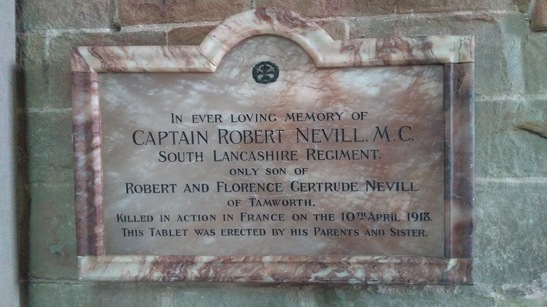 IN EVER LOVING MEMORY OF
CAPTAIN ROBERT NEVILL. M.C.
SOUTH LANCASHIRE REGIMENT.
ONLY SON OF
ROBERT AND FLORENCE GERTRUDE NEVILL
OF TAMWORTH.
KILLED IN ACTION IN FRANCE ON THE 10TH APRIL 1918.
THIS TABLET WAS ERECTED BY HIS PARENTS AND SISTER.